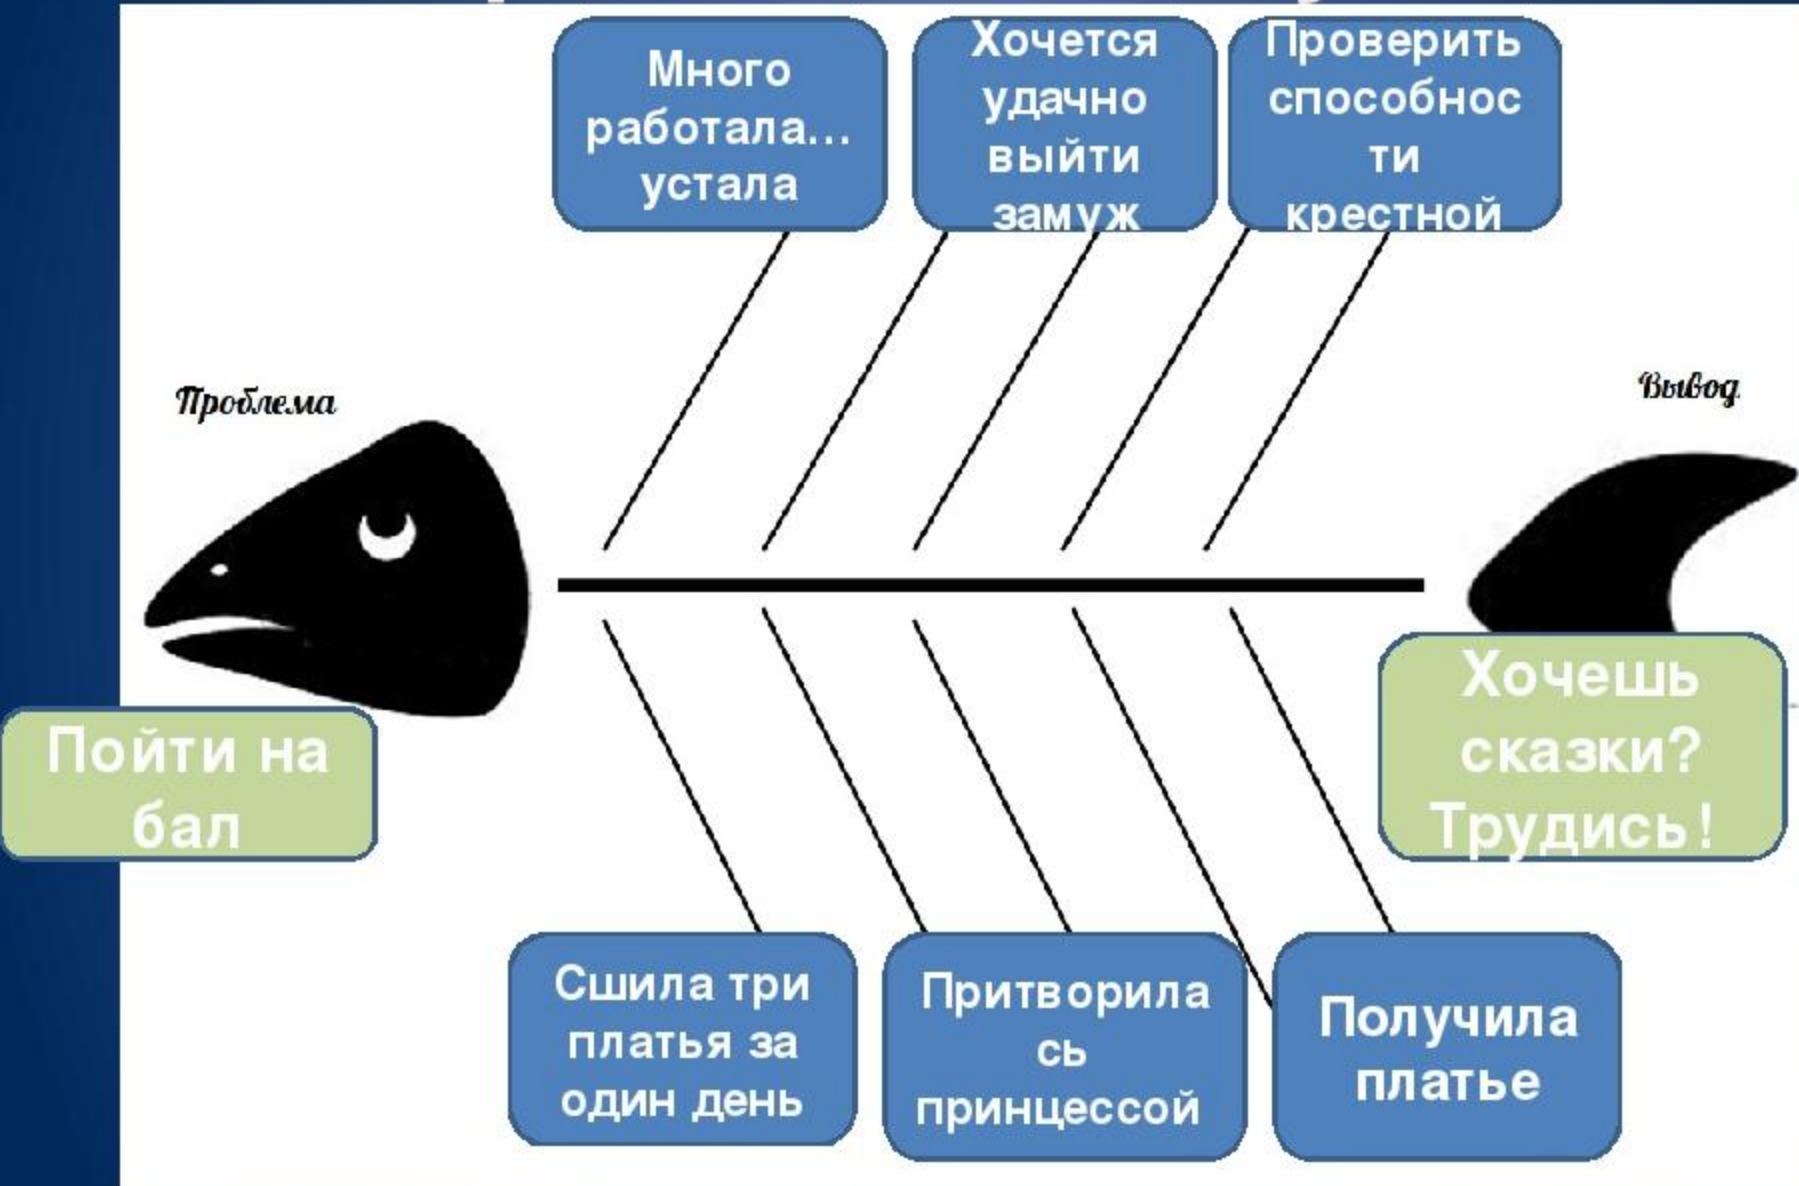 Много
работала...
устала
Хочется
удачно
выйти
замуж
Проверить
способнос
ти
крестной
Проблема
Вывод
Пойти на
бал
Хочешь
сказки?
Трудись!
Сшила три
платья за
один день
Притворила
сь
принцессой
Получила
платье